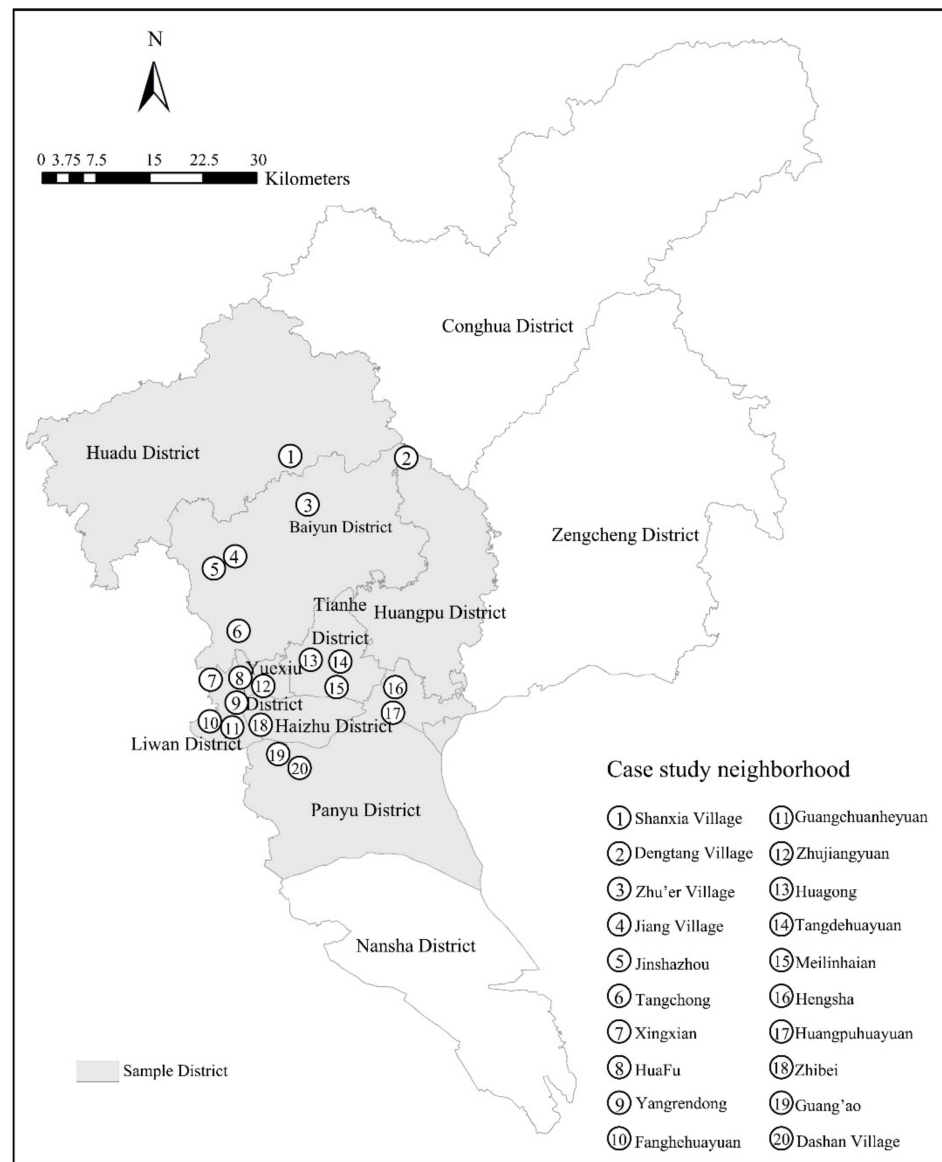 N
0 3.75 7.5 15 22.5 30
Kilometers
Conghua District
Huadu District
1
2
3
Baiyun District
Zengcheng District
4
5
Tianhe
District
Huangpu District
6
13
14
Yuexiu
District
7
8
12
15
16
9
17
10
11
18
Haizhu District
Liwan District
19
20
Panyu District
Nansha District
Sample District
Case study neighborhood
1 Shanxia Village
2 Dengtang Village
3 Zhu'er Village
4 Jiang Village
5 Jinshazhou
6 Tangchong
7 Xingxian
8 HuaFu
9 Yangrendong
10 Fanghehuayuan
11 Guangchuanheyuan
12 Zhujiangyuan
13 Huagong
14 Tangdehuayuan
15 Meilinhaian
16 Hengsha
17 Huangpuhuayuan
18 Zhibei
19 Guang'ao
20 Dashan Village